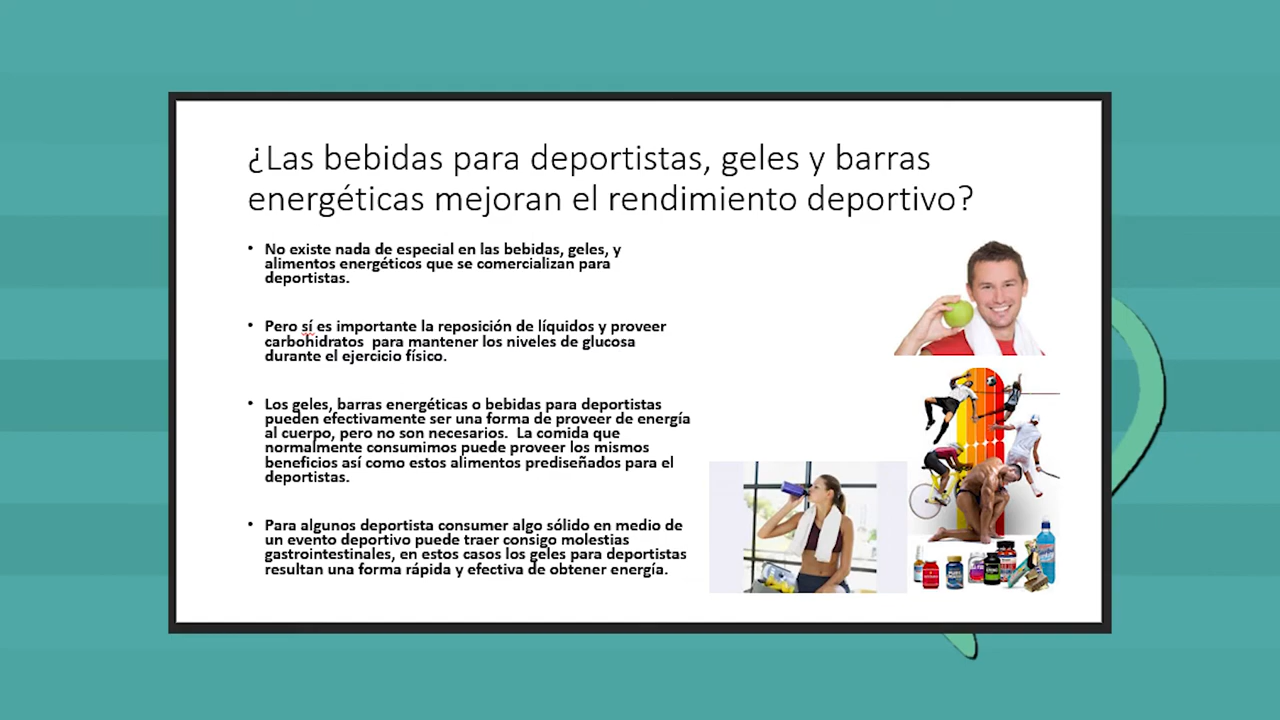 ¿Las bebidas para deportistas, geles y barras
energéticas mejoran el rendimiento deportivo?
• No existe nada de especial en las bebidas, geles, y
alimentos energéticos que se comercializan para
deportistas.
• Pero sí es importante la reposición de líquidos y proveer
carbohidratos para mantener los niveles de glucosa
durante el ejercicio físico.
• Los geles, barras energéticas o bebidas para deportistas
pueden efectivamente ser una forma de proveer de energía
al cuerpo, pero no son necesarios. La comida que
normalmente consumimos puede proveer los mismos
beneficios así como estos alimentos prediseñados para el
deportistas.
• Para algunos deportista consumer algo sólido en medio de
un evento deportivo puede traer consigo molestias
gastrointestinales, en estos casos los geles para deportistas
resultan una forma rápida y efectiva de obtener energía.